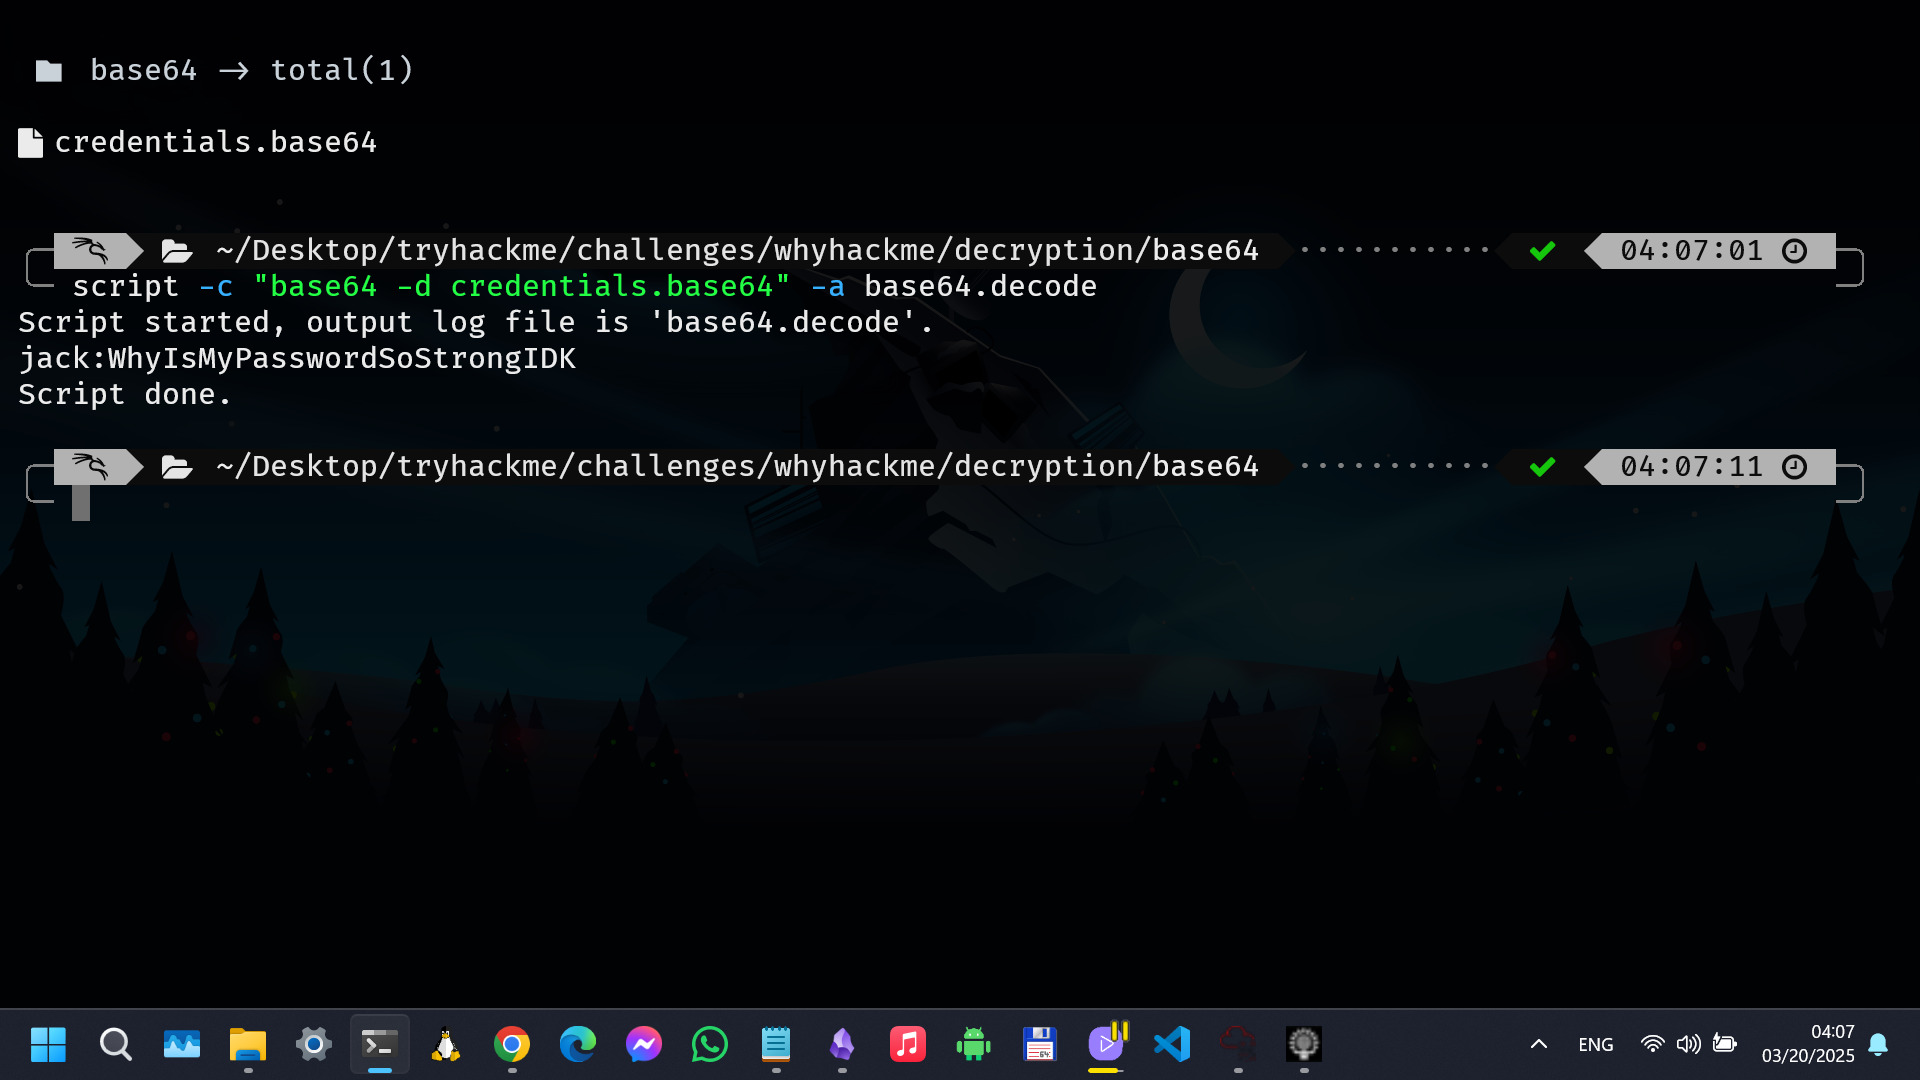 base64 → total(1)
credentials.base64
~/Desktop/tryhackme/challenges/whyhackme/decryption/base64 ··········· ✔ 04:07:01
script -c "base64 -d credentials.base64" -a base64.decode
Script started, output log file is 'base64.decode'.
jack:WhyIsMyPasswordSoStrongIDK
Script done.
~/Desktop/tryhackme/challenges/whyhackme/decryption/base64 ··········· ✔ 04:07:11
64
ENG
04:07
03/20/2025